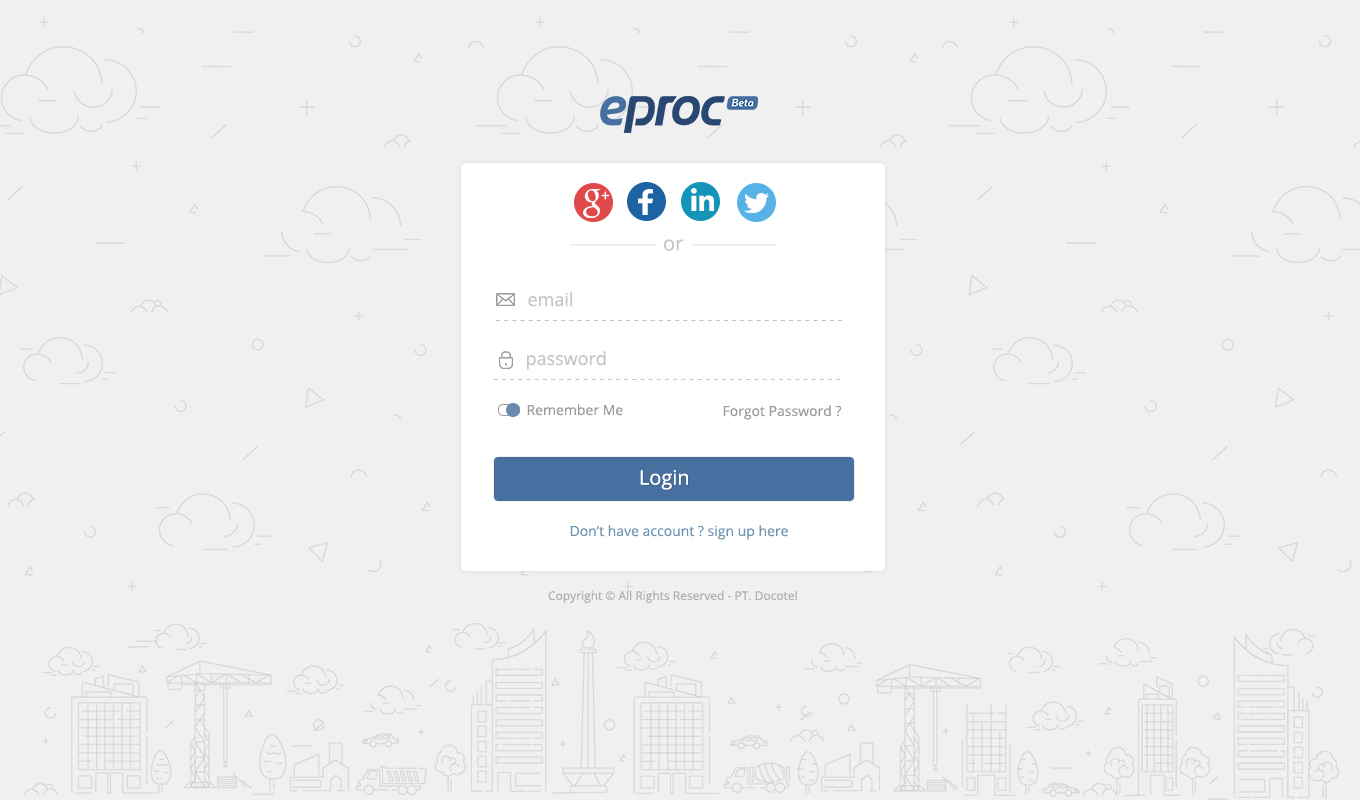 eproc Beta
g+ f in
or
email
password
Remember Me Forgot Password ?
Login
Don't have account ? sign up here
Copyright © All Rights Reserved - PT. Docotel